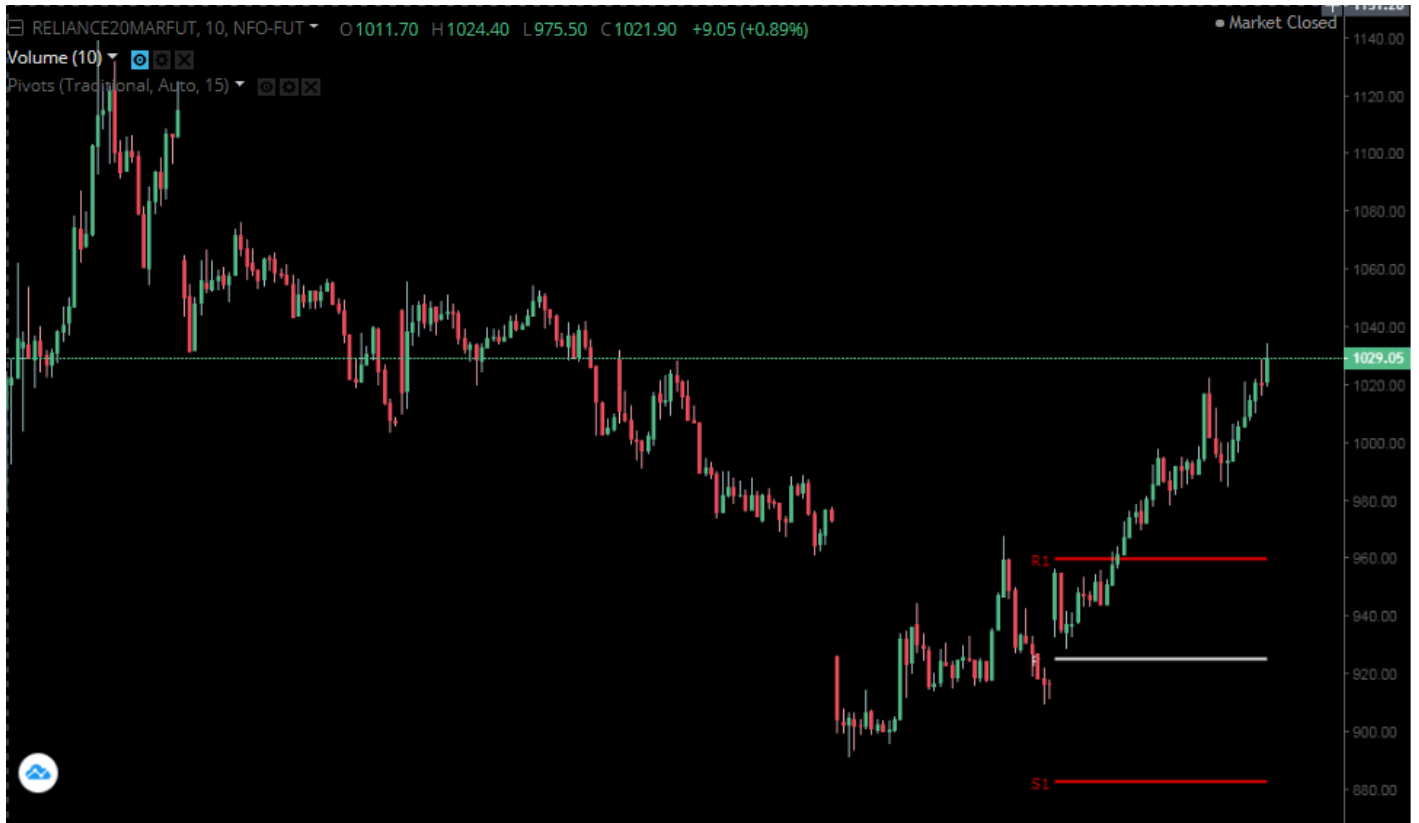 RELIANCE20MARFUT, 10, NFO-FUT O1011.70 H1024.40 L975.50 C1021.90 +9.05 (+0.89%)
Market Closed
Volume (10)
Pivots (Traditional, Auto, 15)
1140.00
1120.00
1100.00
1080.00
1060.00
1040.00
1029.05
1020.00
1000.00
980.00
960.00
R1
940.00
920.00
900.00
S1
880.00